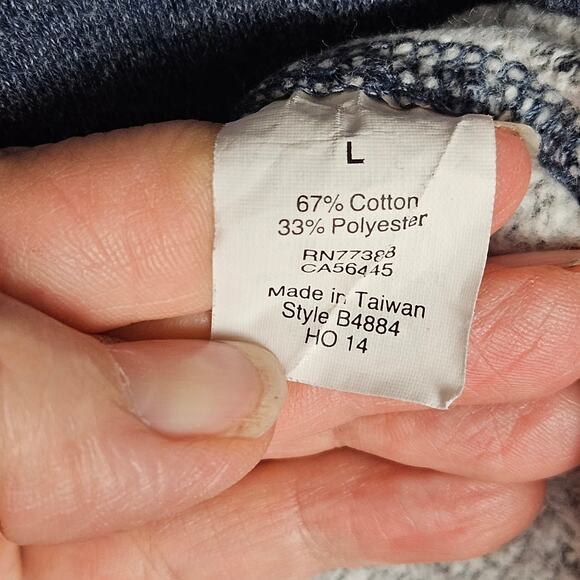 L
67% Cotton
33% Polyester
RN77388
CA56445
Made in Taiwan
Style B4884
HO 14